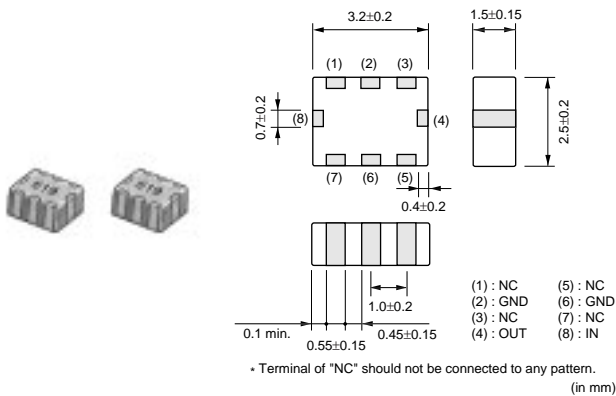 3.2±0.2
1.5±0.15
(1) (2) (3)
0.7±0.2
(8)
(4)
2.5±0.2
(7) (6) (5)
0.4±0.2
1.0±0.2
0.1 min.
0.45±0.15
0.55±0.15
(1) : NC (5) : NC
(2) : GND (6) : GND
(3) : NC (7) : NC
(4) : OUT (8) : IN
* Terminal of "NC" should not be connected to any pattern.
(in mm)